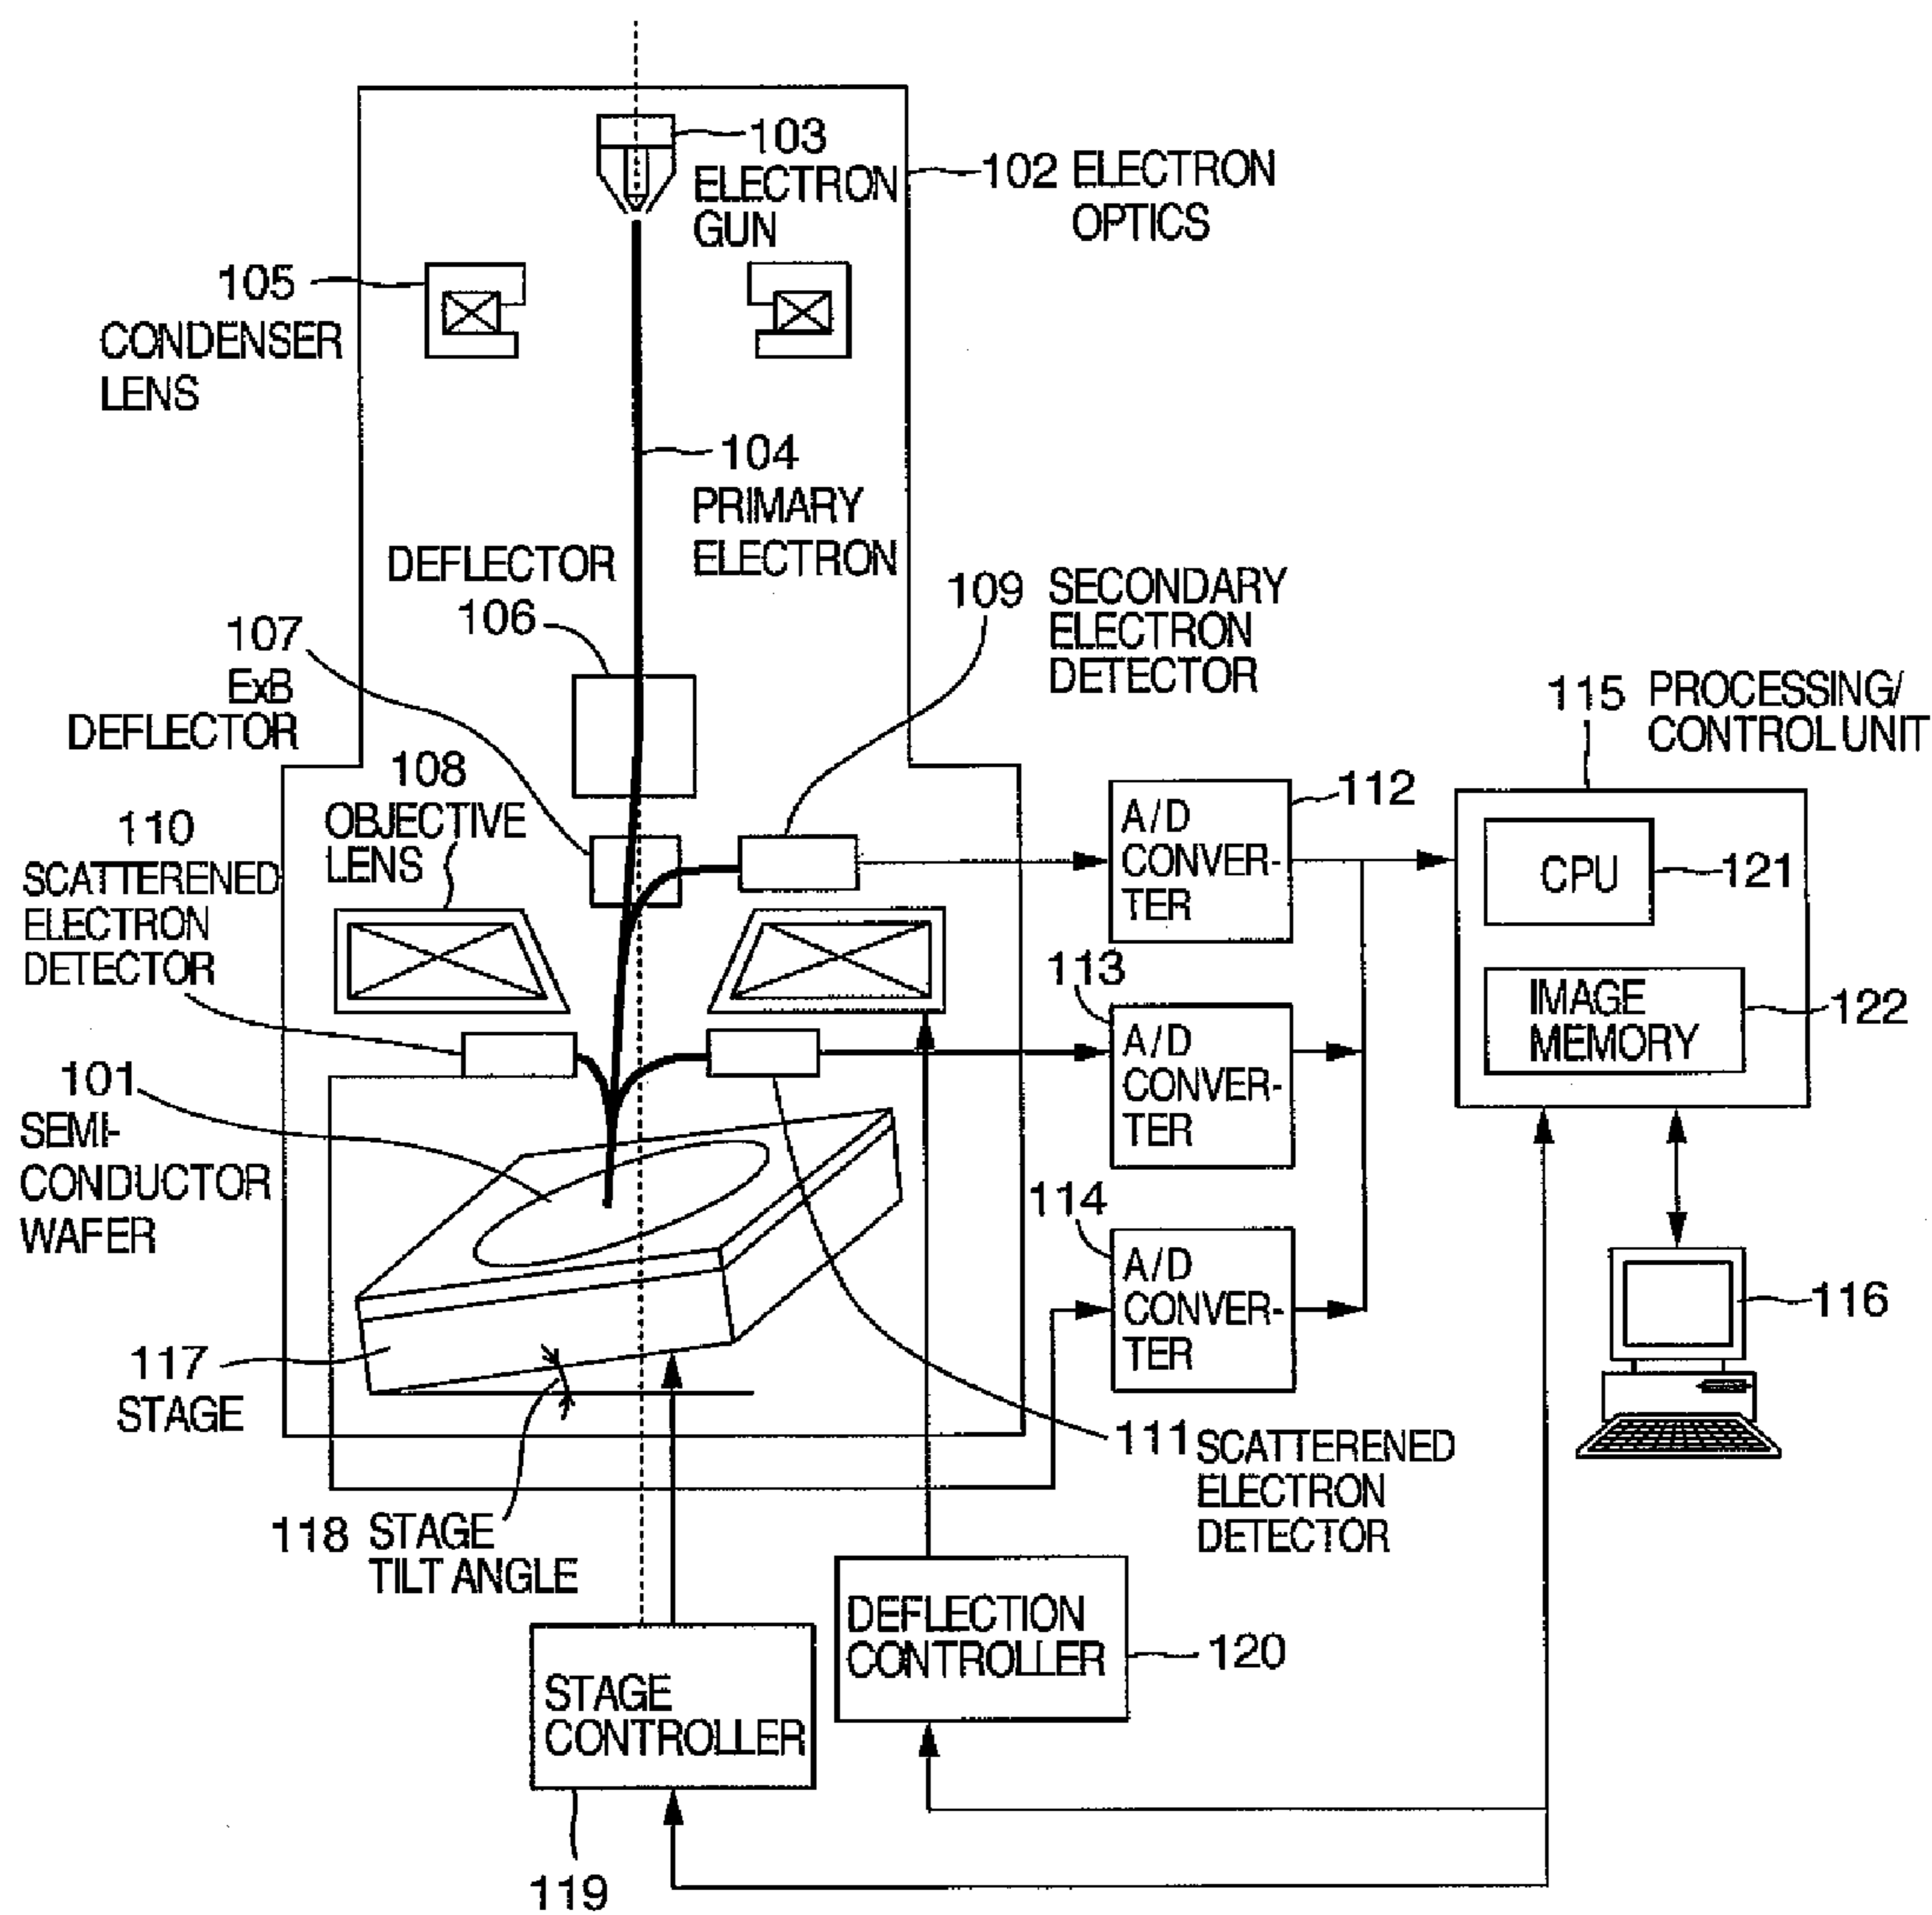 103
ELECTRON
GUN
102 ELECTRON
OPTICS
105
CONDENSER
LENS
104
PRIMARY
ELECTRON
DEFLECTOR
106
109 SECONDARY
ELECTRON
DETECTOR
107
ExB
DEFLECTOR
108
OBJECTIVE
LENS
110
SCATTERENED
ELECTRON
DETECTOR
115 PROCESSING/
CONTROL UNIT
A/D
CONVER-
TER
112
CPU
121
113
A/D
CONVER-
TER
IMAGE
MEMORY
122
101
SEMI-
CONDUCTOR
WAFER
114
A/D
CONVER-
TER
116
117
STAGE
111 SCATTERENED
ELECTRON
DETECTOR
118 STAGE
TILT ANGLE
DEFLECTION
CONTROLLER
120
STAGE
CONTROLLER
119